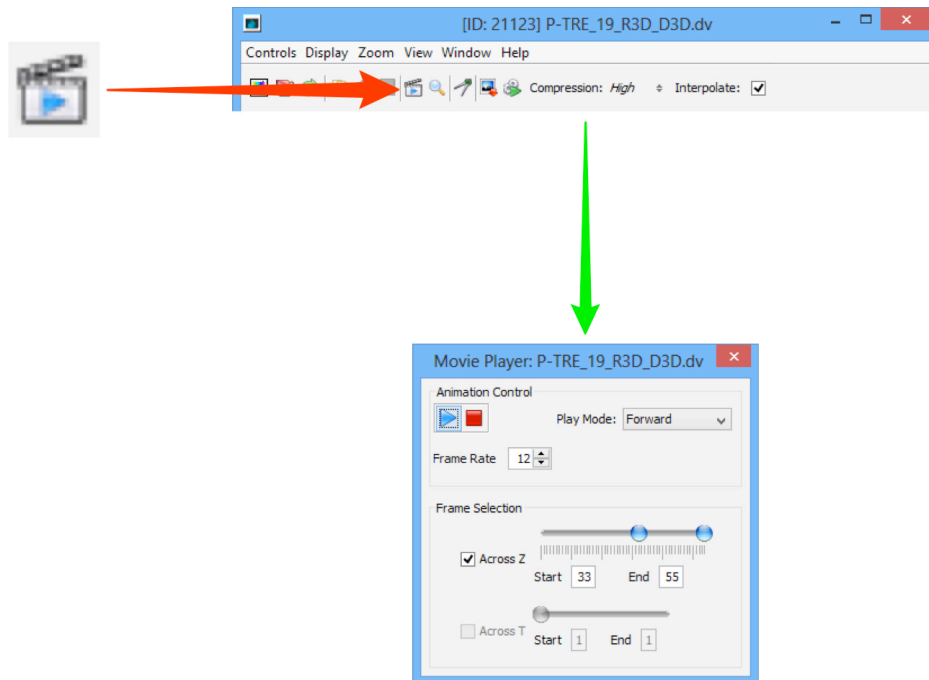 [ID: 21123] P-TRE_19_R3D_D3D.dv
Controls Display Zoom View Window Help
Compression: High Interpolate:
Movie Player: P-TRE_19_R3D_D3D.dv
Animation Control
Play Mode: Forward
Frame Rate 12
Frame Selection
Across Z
Start 33 End 55
Across T
Start 1 End 1